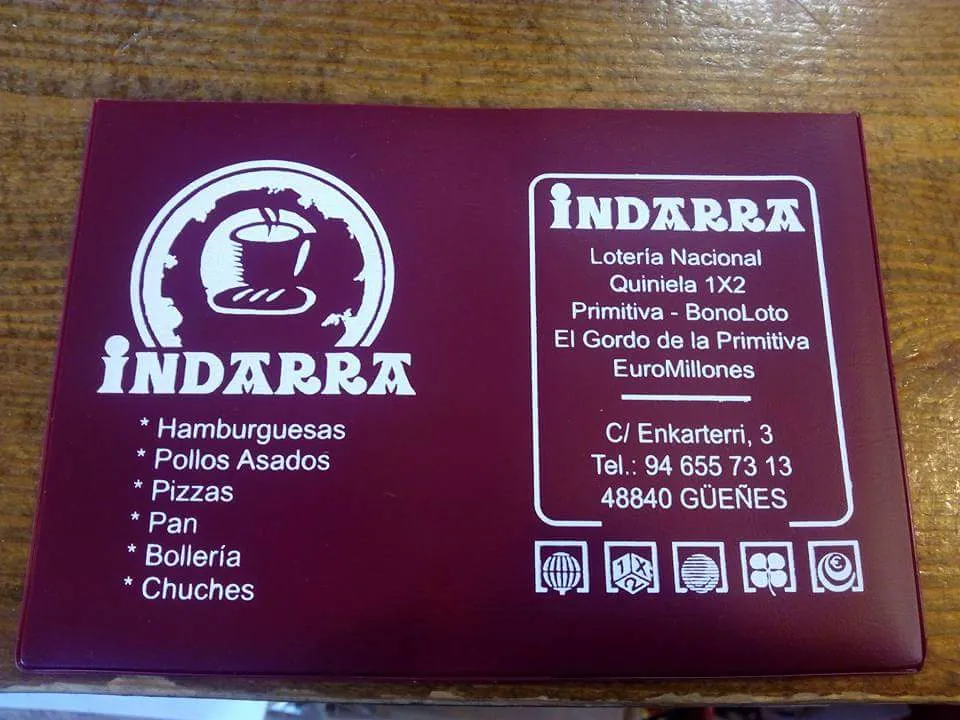 INDARRA
* Hamburguesas
* Pollos Asados
* Pizzas
* Pan
* Bollería
* Chuches
INDARRA
Lotería Nacional
Quiniela 1X2
Primitiva - BonoLoto
El Gordo de la Primitiva
EuroMillones
C/ Enkarterri, 3
Tel.: 94 655 73 13
48840 GÜEÑES
1X2
€